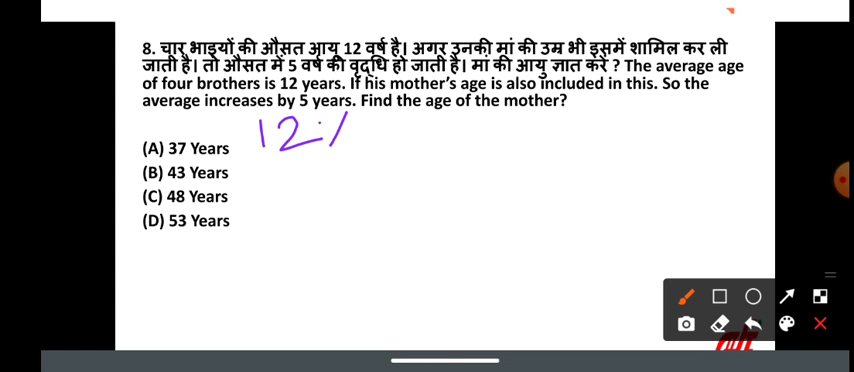 8. चार भाइयों की औसत आयु 12 वर्ष है। अगर उनकी मां की उम्र भी इसमें शामिल कर ली
जाती है। तो औसत में 5 वर्ष की वृद्धि हो जाती है। मां की आयु ज्ञात करें ? The average age
of four brothers is 12 years. If his mother's age is also included in this. So the
average increases by 5 years. Find the age of the mother?
12
(A) 37 Years
(B) 43 Years
(C) 48 Years
(D) 53 Years